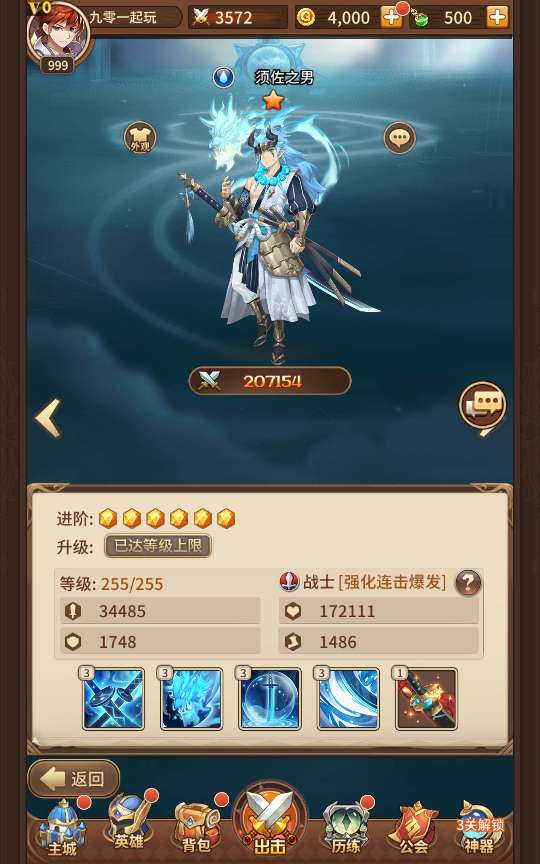 V0
九零一起玩
3572
4,000
500
999
须佐之男
外观
207154
进阶:
升级:
已达等级上限
等级: 255/255
战士 [强化连击爆发]
?
34485
172111
1748
1486
3
3
3
3
1
返回
主城
英雄
背包
出击
历练
公会
3关解锁
神器